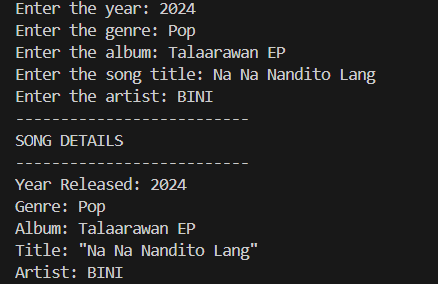 Enter the year: 2024
Enter the genre: Pop
Enter the album: Talaarawan EP
Enter the song title: Na Na Nandito Lang
Enter the artist: BINI
--------------------------
SONG DETAILS
--------------------------
Year Released: 2024
Genre: Pop
Album: Talaarawan EP
Title: "Na Na Nandito Lang"
Artist: BINI